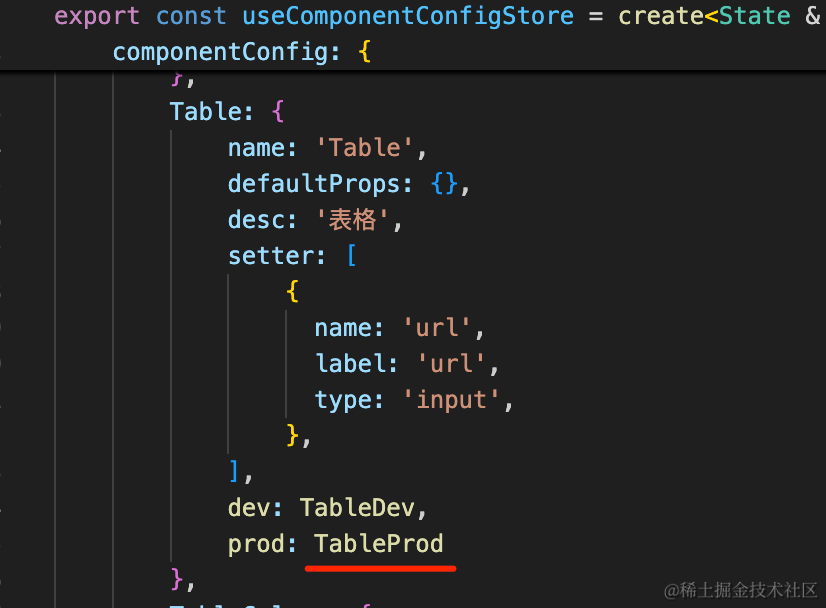 export const useComponentConfigStore = create<State &
componentConfig: {
},
Table: {
name: 'Table',
defaultProps: {},
desc: '表格',
setter: [
{
name: 'url',
label: 'url',
type: 'input',
},
],
dev: TableDev,
prod: TableProd
},
@稀土掘金技术社区